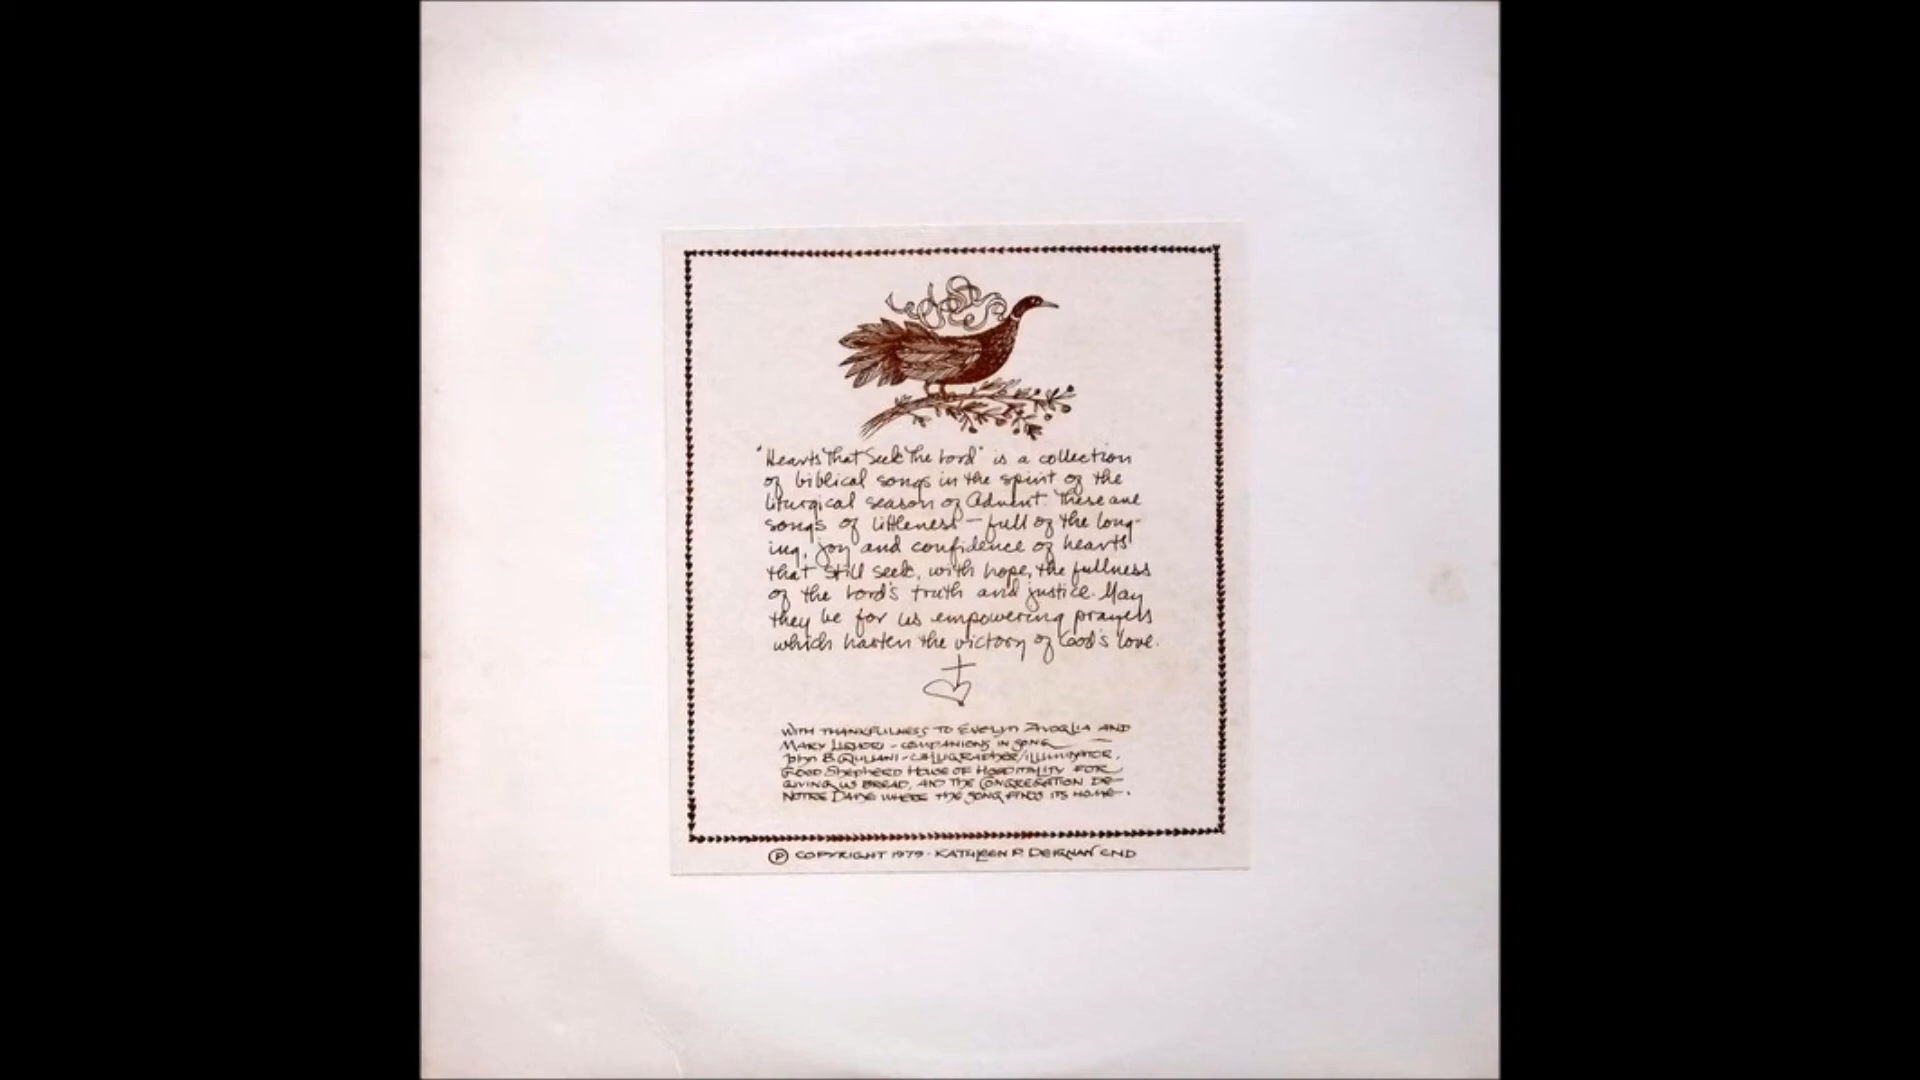 "Hearts That Seek The Lord" is a collection
of biblical songs in the spirit of the
liturgical season of Advent. These are
songs of littleness — full of the long-
ing, joy and confidence of hearts
that still seek, with hope, the fullness
of the Lord's truth and justice. May
they be for us empowering prayers
which hasten the victory of God's love.
WITH THANKFULNESS TO EVELYN AVOGLIA AND
MARY LIGUORI - COMPANIONS IN SONG
John B. GIULIANI - CALLIGRAPHER/ILLUMINATOR,
GOOD SHEPHERD HOUSE OF HOSPITALITY FOR
GIVING US BREAD, AND THE CONGREGATION DE
NOTRE DAME WHERE THE SONG FINDS ITS HOME.
Ⓟ COPYRIGHT 1979 · KATHLEEN P. DEIGNAN CND